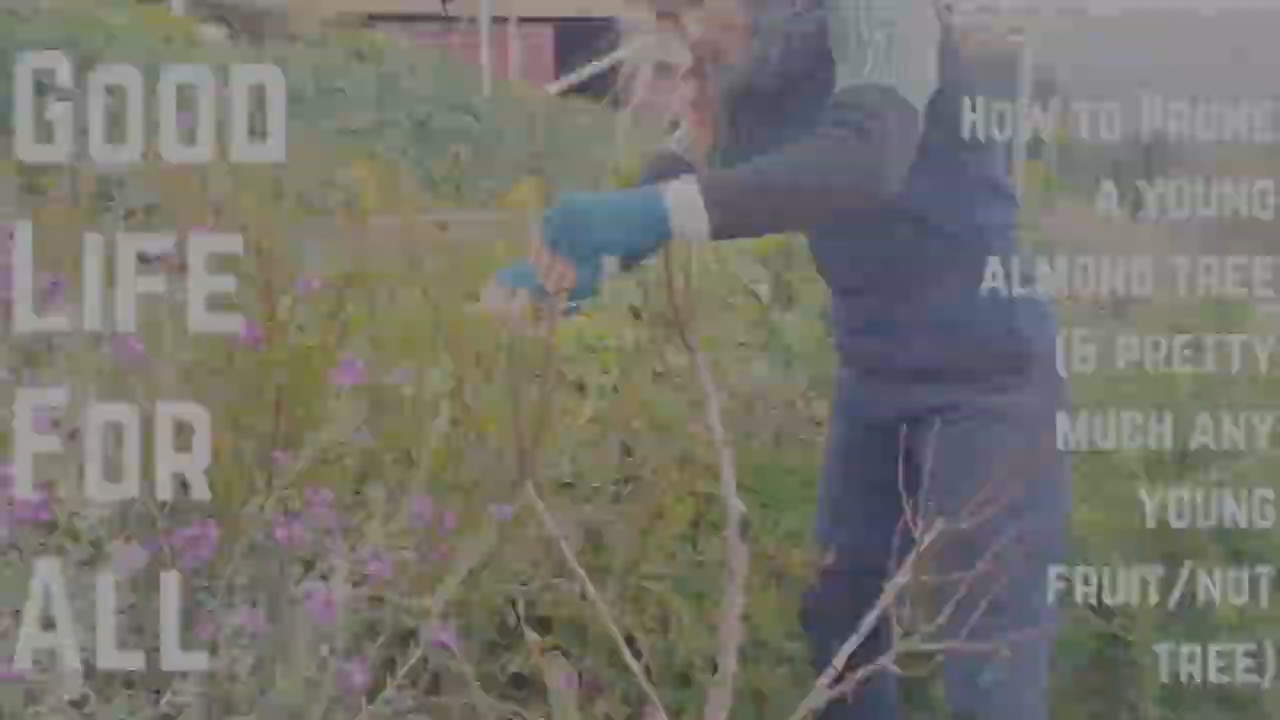 GOOD
LIFE
FOR
ALL
HOW TO PRUNE
A YOUNG
ALMOND TREE
(& PRETTY
MUCH ANY
YOUNG
FRUIT/NUT
TREE)